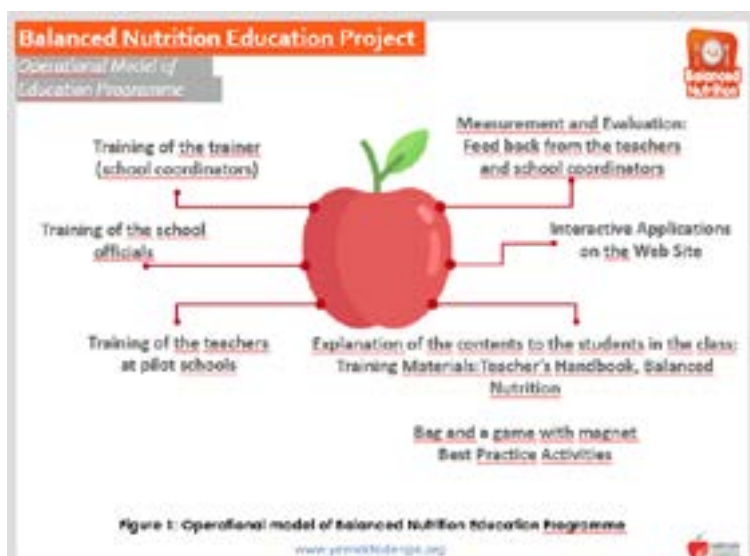 Balanced Nutrition Education Project
Operational Model of
Education Programme
Balanced
Nutrition
Training of the trainer
(school coordinators)
Training of the school
officials
Training of the teachers
at pilot schools
Measurement and Evaluation:
Feed back from the teachers
and school coordinators
Interactive Applications
on the Web Site
Explanation of the contents to the students in the class:
Training Materials:Teacher's Handbook, Balanced
Nutrition
Bag and a game with magnet
Best Practice Activities
Figure 1: Operational model of Balanced Nutrition Education Programme